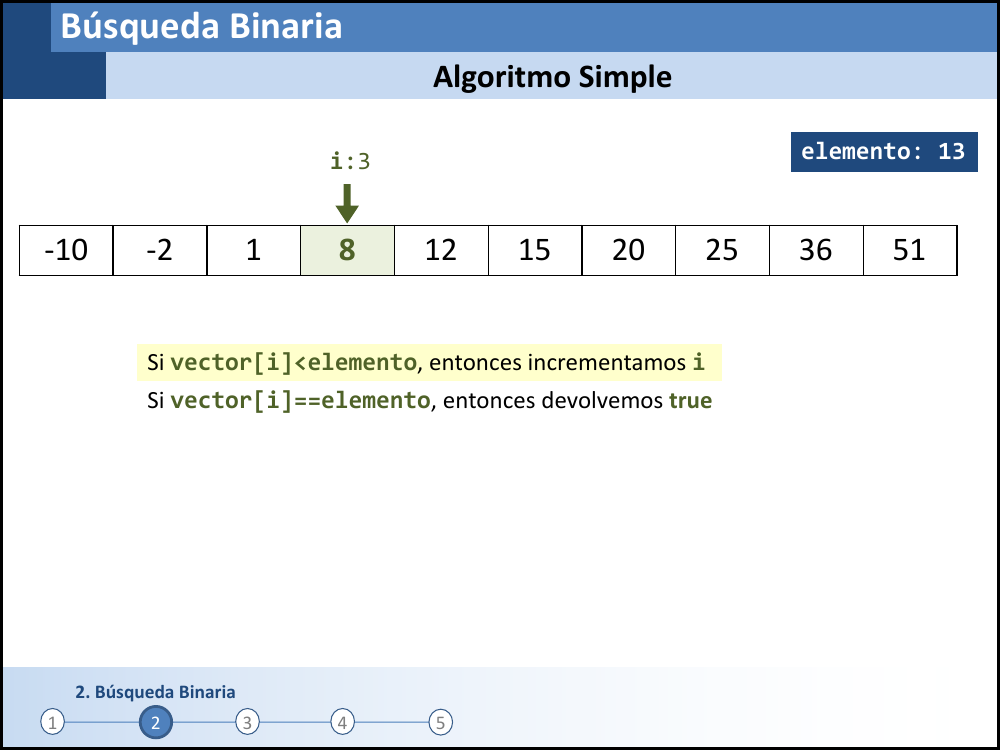 Búsqueda Binaria
Algoritmo Simple
elemento: 13
i:3
-10 -2 1 8 12 15 20 25 36 51
Si vector[i]<elemento, entonces incrementamos i
Si vector[i]==elemento, entonces devolvemos true
2. Búsqueda Binaria
1 2 3 4 5